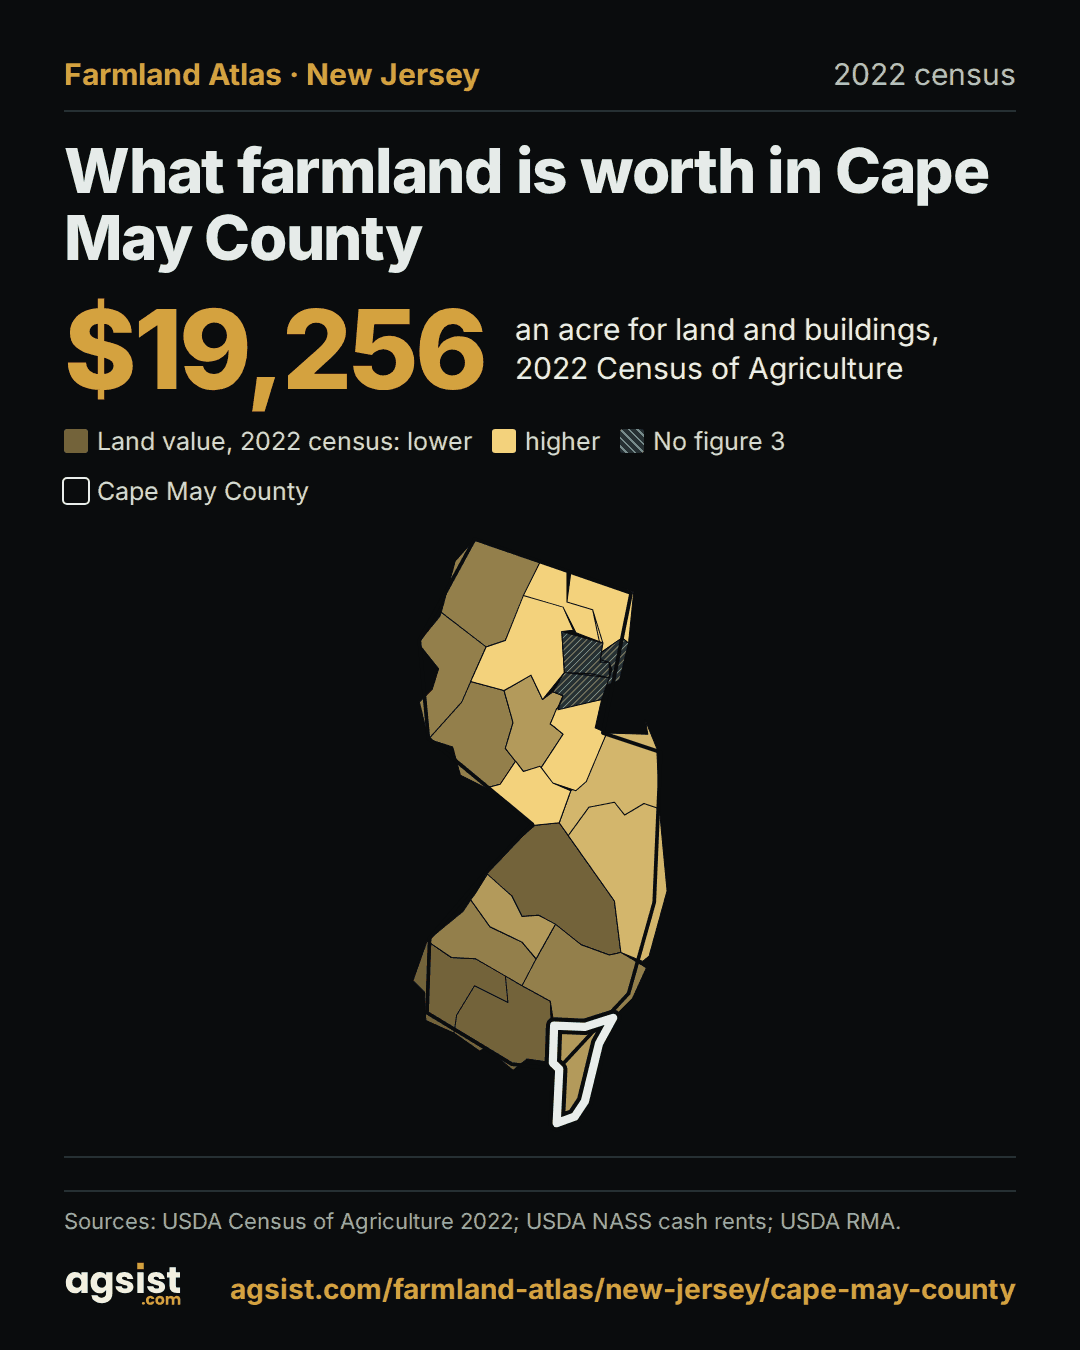 Farmland Atlas · New Jersey
2022 census
What farmland is worth in Cape
May County
$19,256
an acre for land and buildings,
2022 Census of Agriculture
Land value, 2022 census: lower
higher
No figure 3
Cape May County
Sources: USDA Census of Agriculture 2022; USDA NASS cash rents; USDA RMA.
agsist
.com
agsist.com/farmland-atlas/new-jersey/cape-may-county